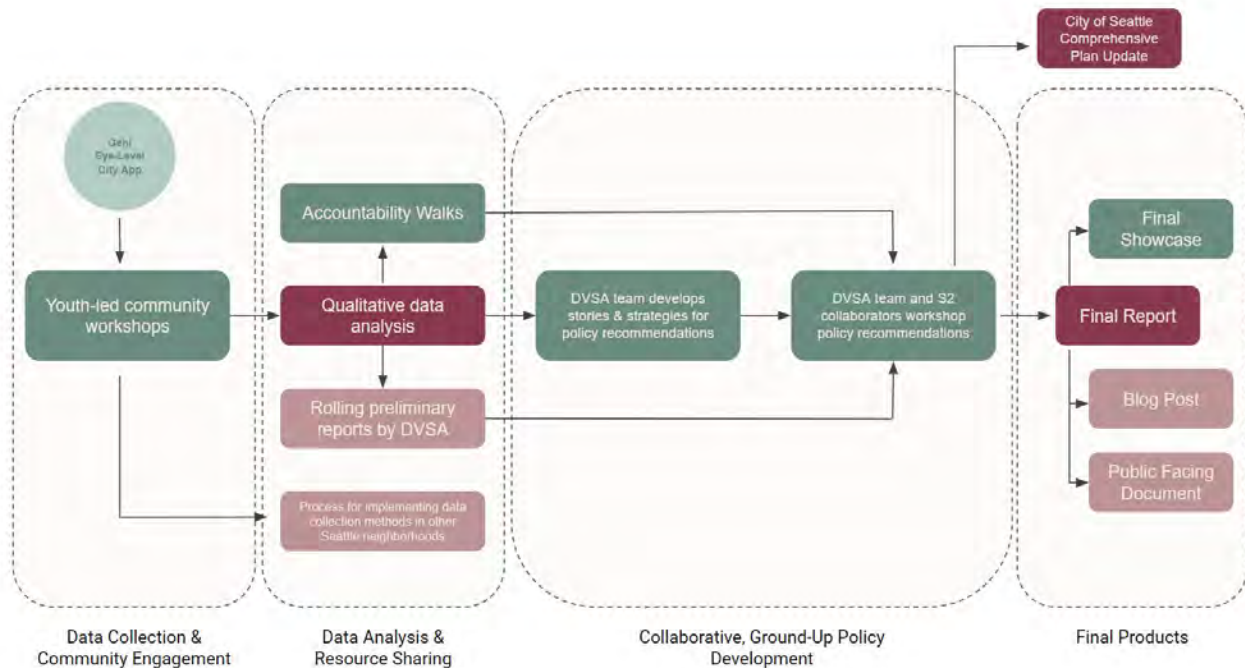 City of Seattle
Comprehensive
Plan Update
Gehl
Eye-Level
City App
Accountability Walks
Final
Showcase
Youth-led community
workshops
Qualitative data
analysis
DVSA team develops
stories & strategies for
policy recommendations
DVSA team and S2
collaborators workshop
policy recommendations
Final Report
Rolling preliminary
reports by DVSA
Blog Post
Public Facing
Document
Process for implementing data
collection methods in other
Seattle neighborhoods
Data Collection &
Community Engagement
Data Analysis &
Resource Sharing
Collaborative, Ground-Up Policy
Development
Final Products